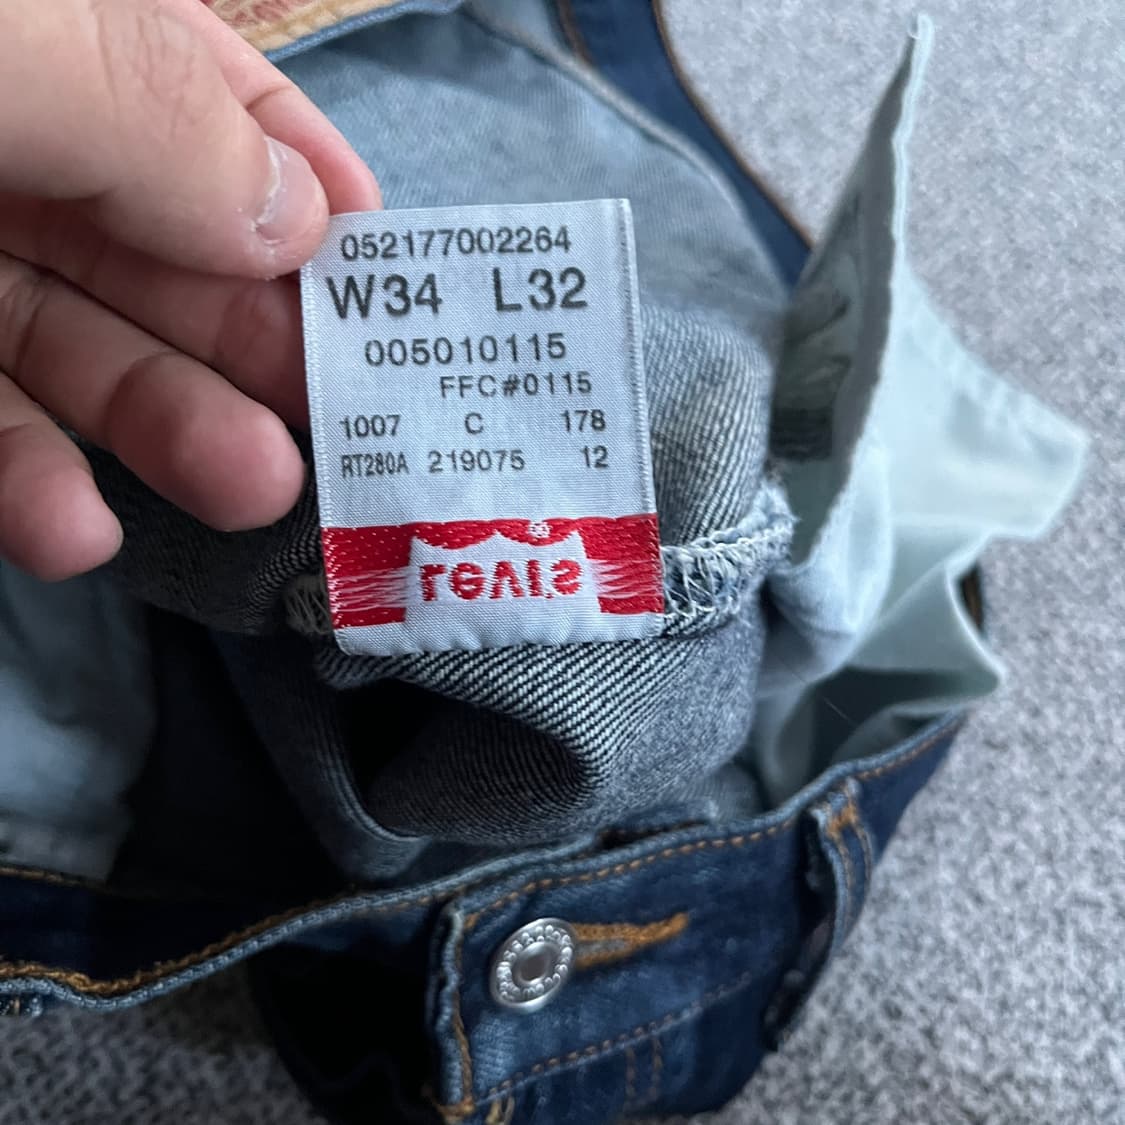 052177002264
W34 L32
005010115
FFC#0115
1007 C 178
RT280A 219075 12
LEVI'S